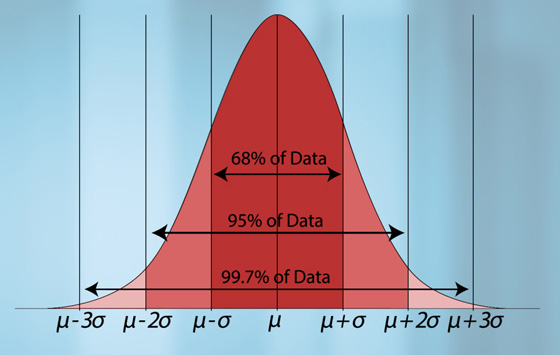 68% of Data
95% of Data
99.7% of Data
μ-3σ μ-2σ μ-σ μ μ+σ μ+2σ μ+3σ